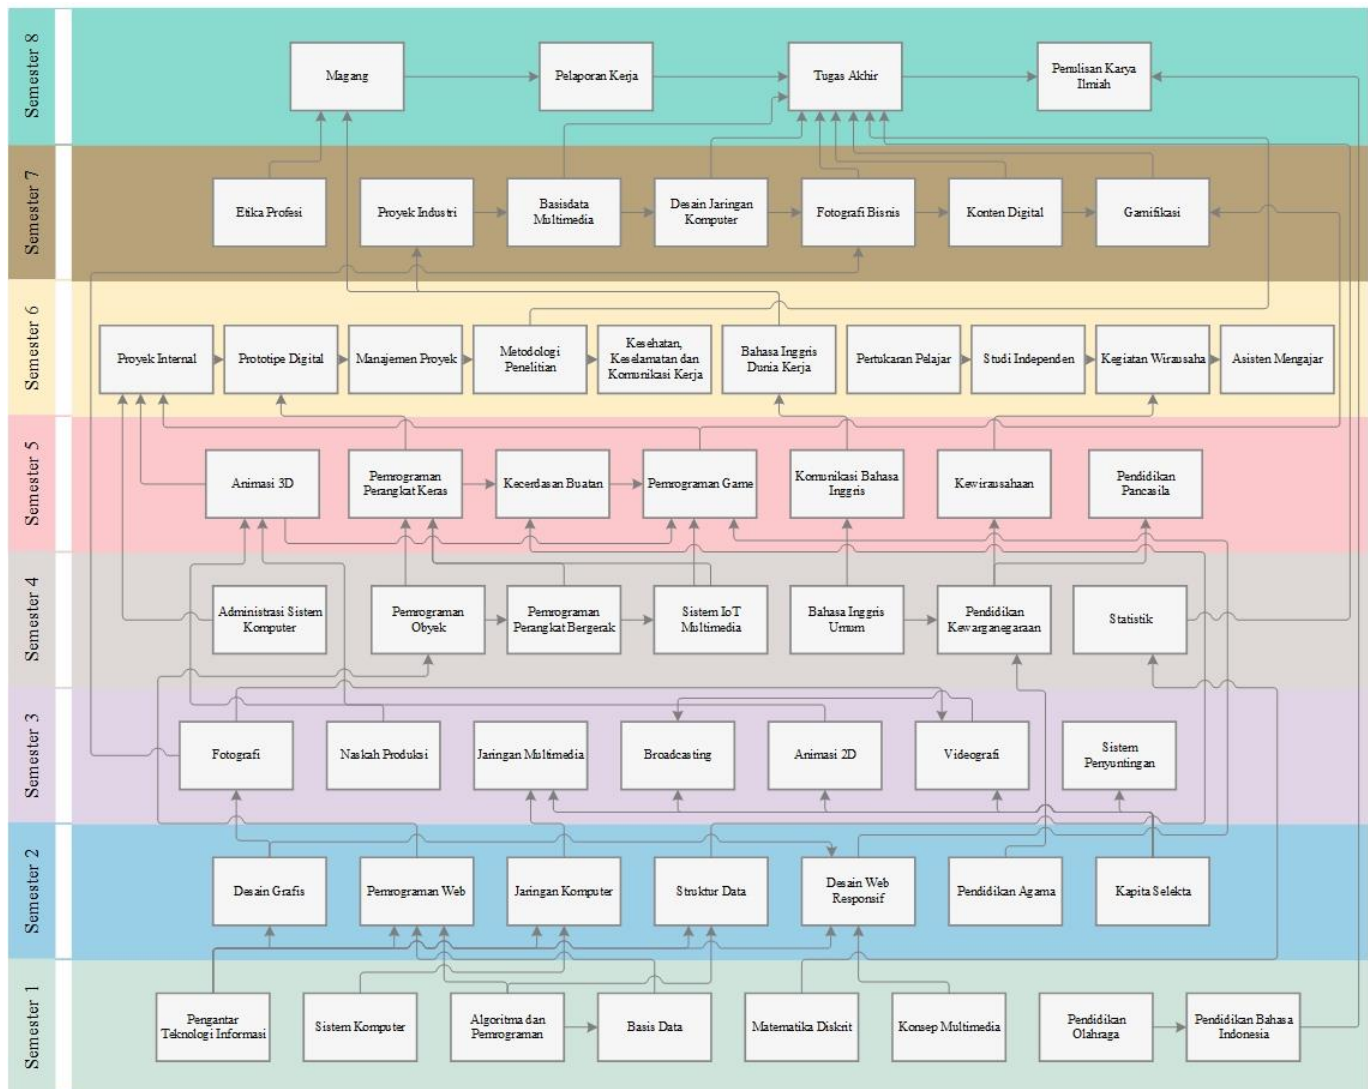 Semester 8
Magang
Pelaporan Kerja
Tugas Akhir
Penulisan Karya
Ilmiah
Semester 7
Etika Profesi
Proyek Industri
Basisdata
Multimedia
Desain Jaringan
Komputer
Fotografi Bisnis
Konten Digital
Gamifikasi
Semester 6
Proyek Internal
Prototipe Digital
Manajemen Proyek
Metodologi
Penelitian
Kesehatan,
Keselamatan dan
Komunikasi Kerja
Bahasa Inggris
Dunia Kerja
Pertukaran Pelajar
Studi Independen
Kegiatan Wirausaha
Asisten Mengajar
Semester 5
Animasi 3D
Pemrograman
Perangkat Keras
Kecerdasan Buatan
Pemrograman Game
Komunikasi Bahasa
Inggris
Kewirausahaan
Pendidikan
Pancasila
Semester 4
Administrasi Sistem
Komputer
Pemrograman
Obyek
Pemrograman
Perangkat Bergerak
Sistem IoT
Multimedia
Bahasa Inggris
Umum
Pendidikan
Kewarganegaraan
Statistik
Semester 3
Fotografi
Naskah Produksi
Jaringan Multimedia
Broadcasting
Animasi 2D
Videografi
Sistem
Penyuntingan
Semester 2
Desain Grafis
Pemrograman Web
Jaringan Komputer
Struktur Data
Desain Web
Responsif
Pendidikan Agama
Kapita Selekta
Semester 1
Pengantar
Teknologi Informasi
Sistem Komputer
Algoritma dan
Pemrograman
Basis Data
Matematika Diskrit
Konsep Multimedia
Pendidikan
Olahraga
Pendidikan Bahasa
Indonesia